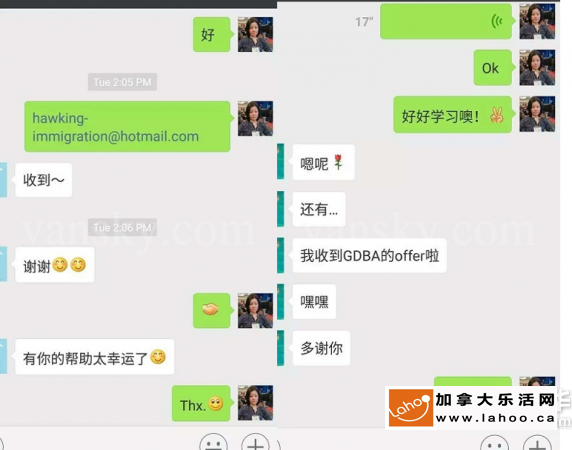 好
Tue 2:05 PM
hawking-
immigration@hotmail.com
收到～
Tue 2:06 PM
谢谢
有你的帮助太幸运了
Thx.
17"
Ok
好好学习噢！
嗯呢
还有...
我收到GDBA的offer啦
嘿嘿
多谢你
vansky.com
vansky.com
Lahoo
加拿大乐活网
www.lahoo.ca